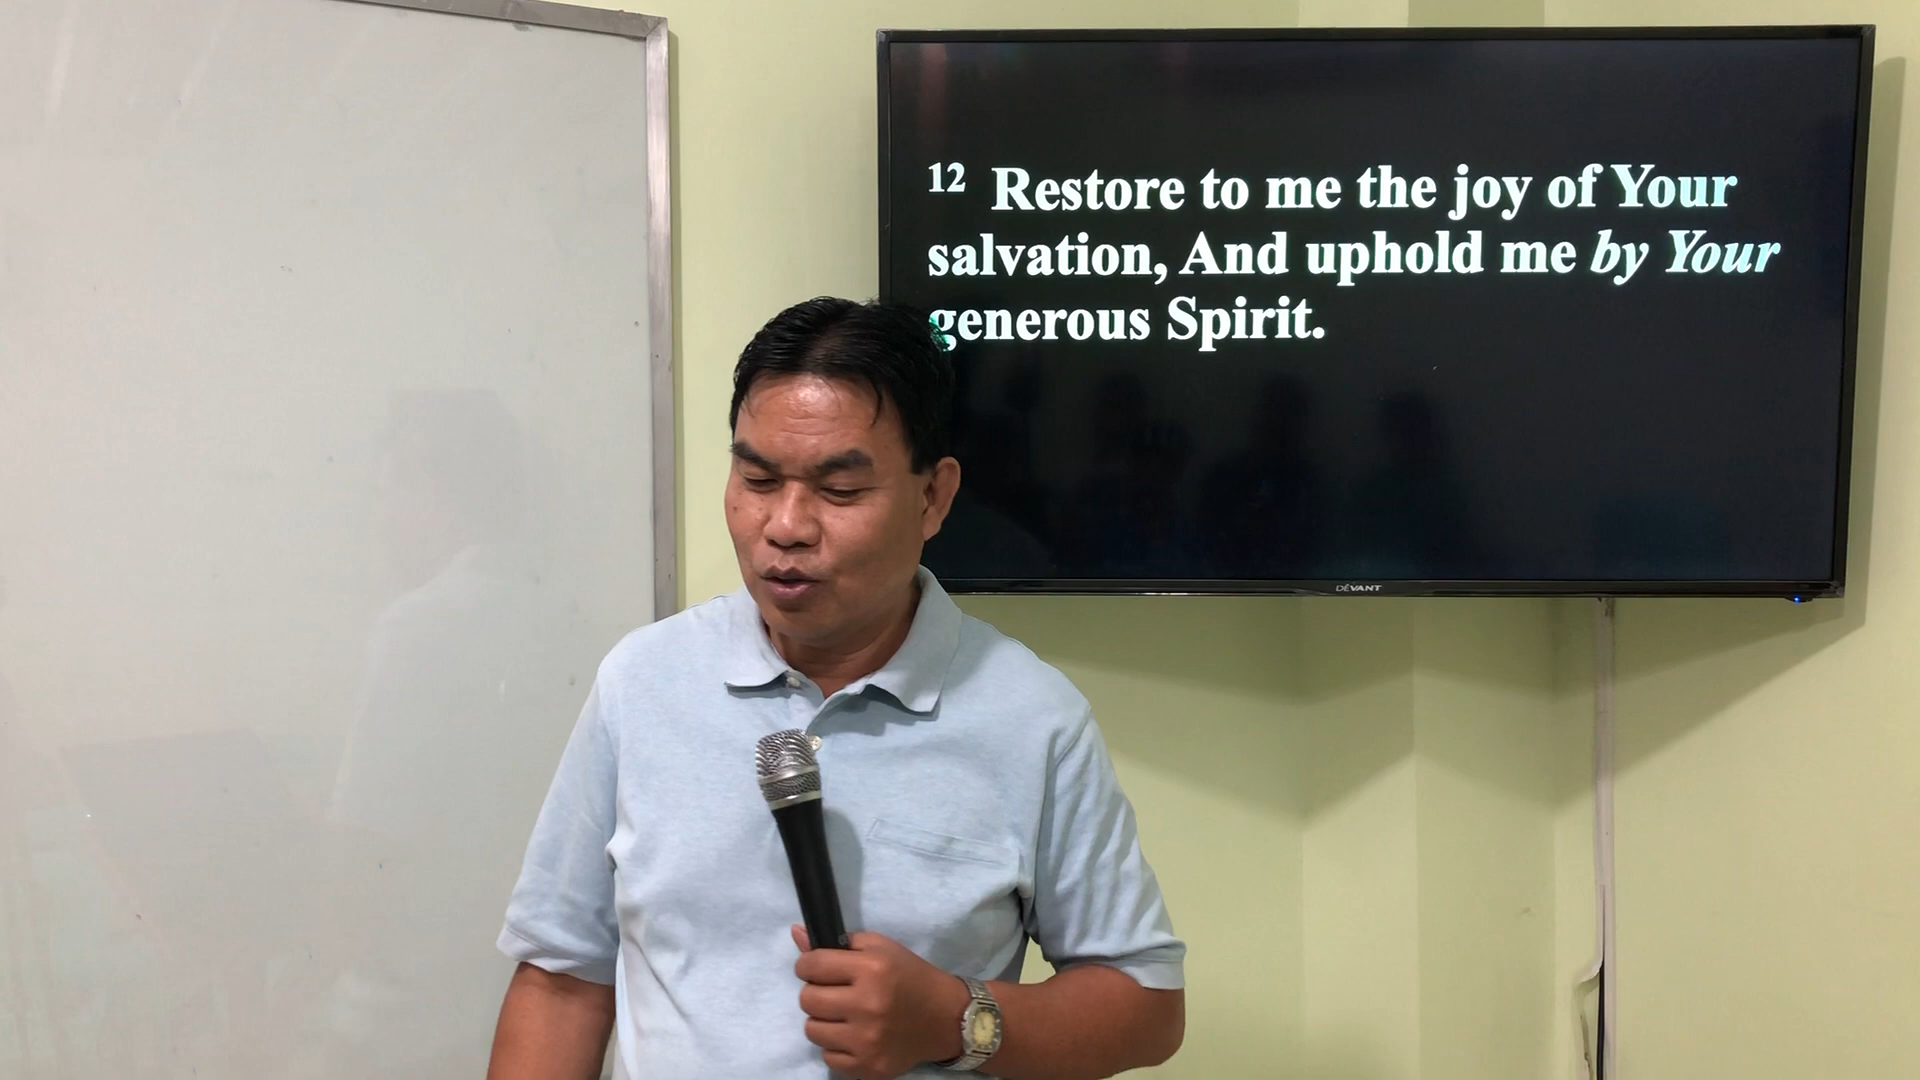 12 Restore to me the joy of Your
salvation, And uphold me by Your
generous Spirit.
DEVANT